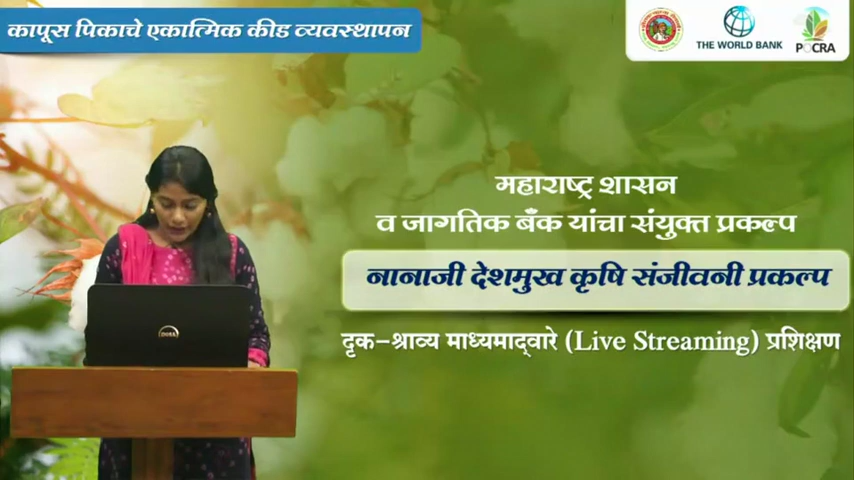 कापूस पिकाचे एकात्मिक कीड व्यवस्थापन
THE WORLD BANK
POCRA
महाराष्ट्र शासन
व जागतिक बँक यांचा संयुक्त प्रकल्प
नानाजी देशमुख कृषि संजीवनी प्रकल्प
दृक-श्राव्य माध्यमाद्वारे (Live Streaming) प्रशिक्षण
DELL